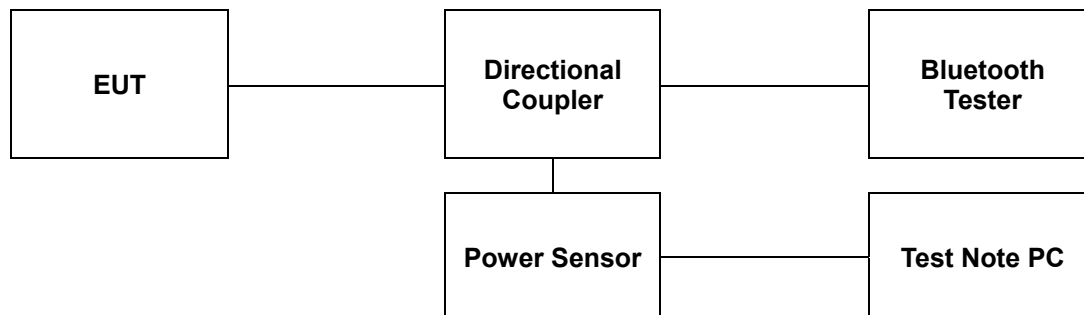 EUT
Directional
Coupler
Bluetooth
Tester
Power Sensor
Test Note PC